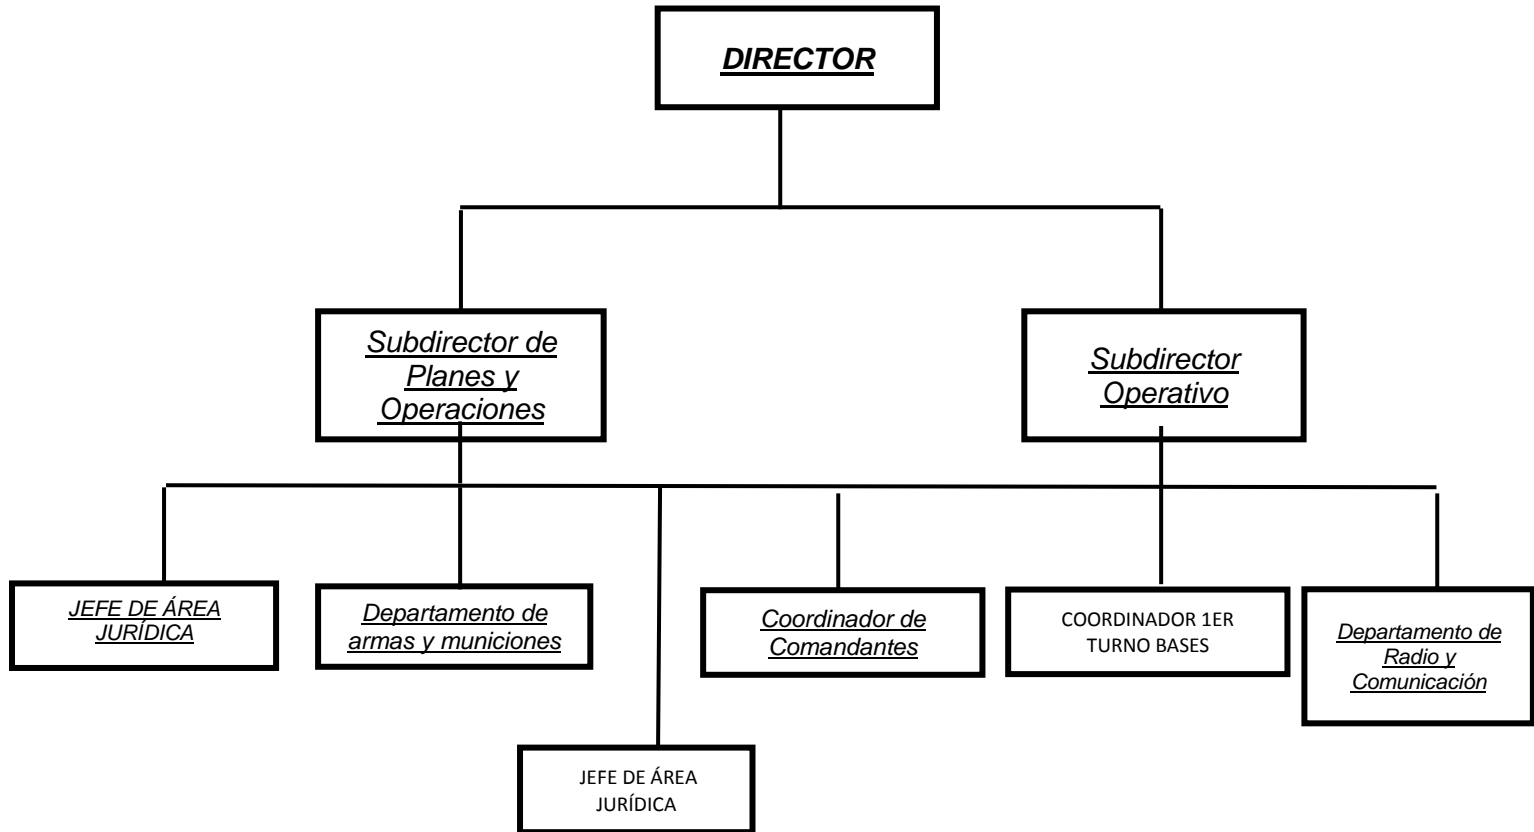 DIRECTOR
Subdirector de
Planes y
Operaciones
Subdirector
Operativo
JEFE DE ÁREA
JURÍDICA
Departamento de
armas y municiones
Coordinador de
Comandantes
COORDINADOR 1ER
TURNO BASES
Departamento de
Radio y
Comunicación
JEFE DE ÁREA
JURÍDICA